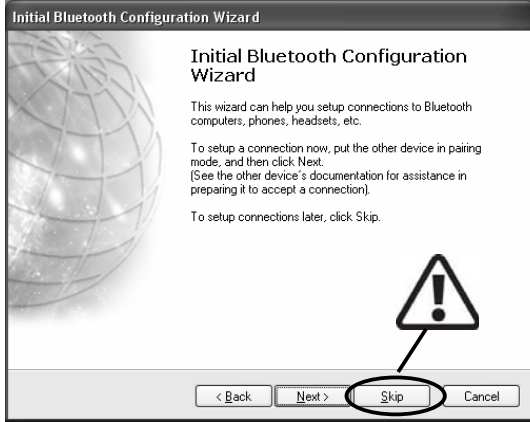 Initial Bluetooth Configuration Wizard
Initial Bluetooth Configuration
Wizard
This wizard can help you setup connections to Bluetooth
computers, phones, headsets, etc.
To setup a connection now, put the other device in pairing
mode, and then click Next.
(See the other device´s documentation for assistance in
preparing it to accept a connection).
To setup connections later, click Skip.
!
< Back Next > Skip Cancel